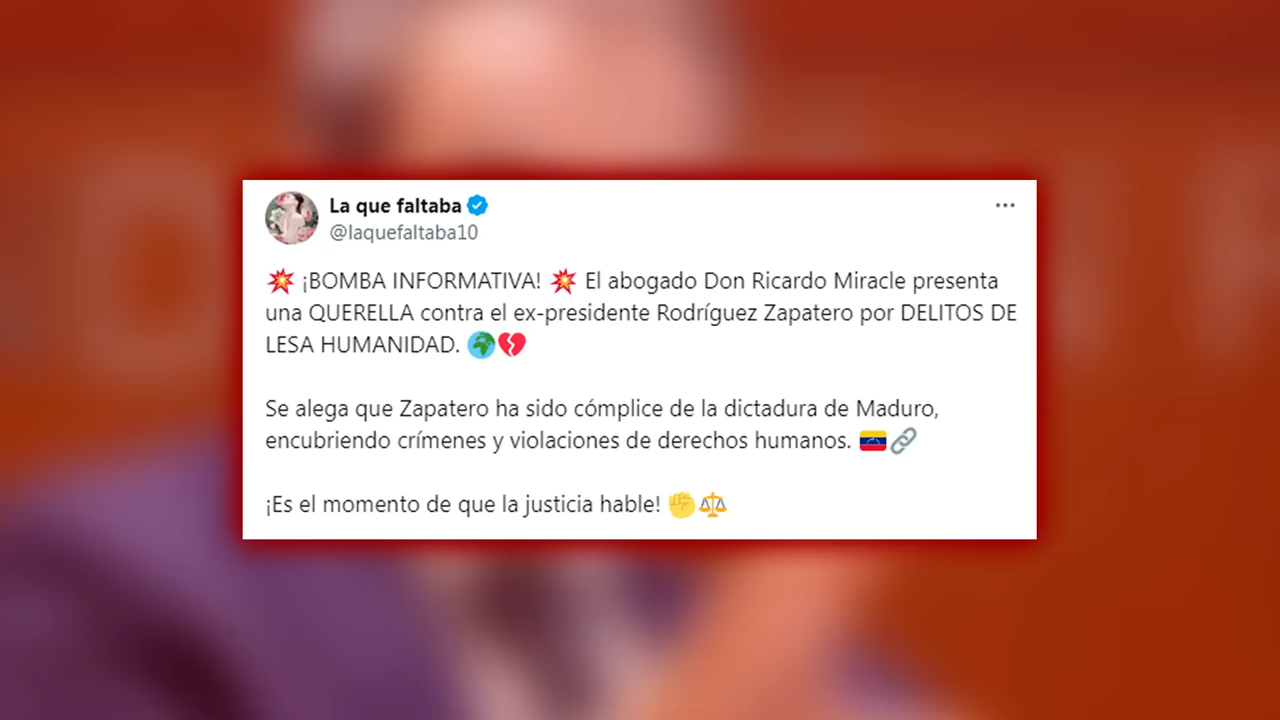 La que faltaba
@laquefaltaba10
💥 ¡BOMBA INFORMATIVA! 💥 El abogado Don Ricardo Miracle presenta
una QUERELLA contra el ex-presidente Rodríguez Zapatero por DELITOS DE
LESA HUMANIDAD. 🌍💔
Se alega que Zapatero ha sido cómplice de la dictadura de Maduro,
encubriendo crímenes y violaciones de derechos humanos. 🇻🇪🔗
¡Es el momento de que la justicia hable! ✊⚖️